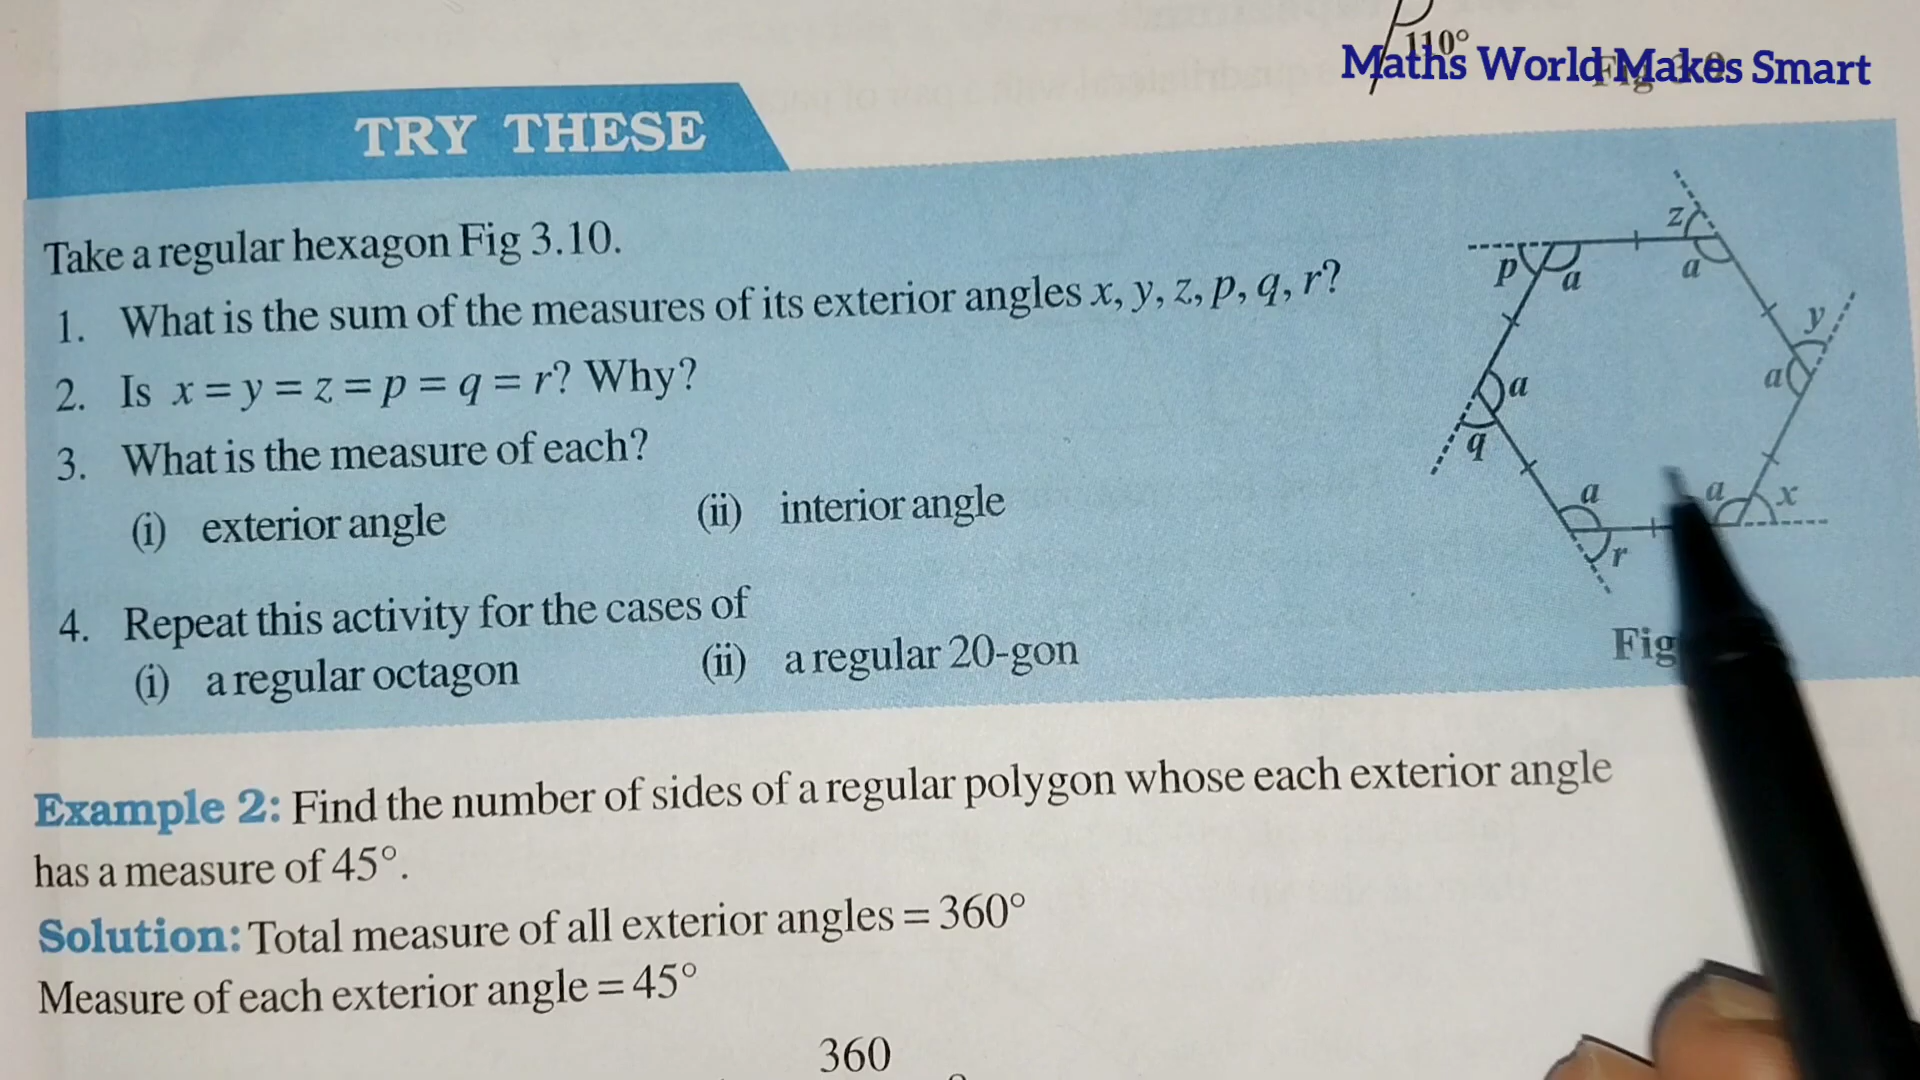 110°
Maths World Makes Smart
TRY THESE
Take a regular hexagon Fig 3.10.
1. What is the sum of the measures of its exterior angles x, y, z, p, q, r?
2. Is x = y = z = p = q = r? Why?
3. What is the measure of each?
(i) exterior angle (ii) interior angle
4. Repeat this activity for the cases of
(i) a regular octagon (ii) a regular 20-gon
z
p a a
y
a a
q
a a x
r
Fig
Example 2: Find the number of sides of a regular polygon whose each exterior angle
has a measure of 45°.
Solution: Total measure of all exterior angles = 360°
Measure of each exterior angle = 45°
360